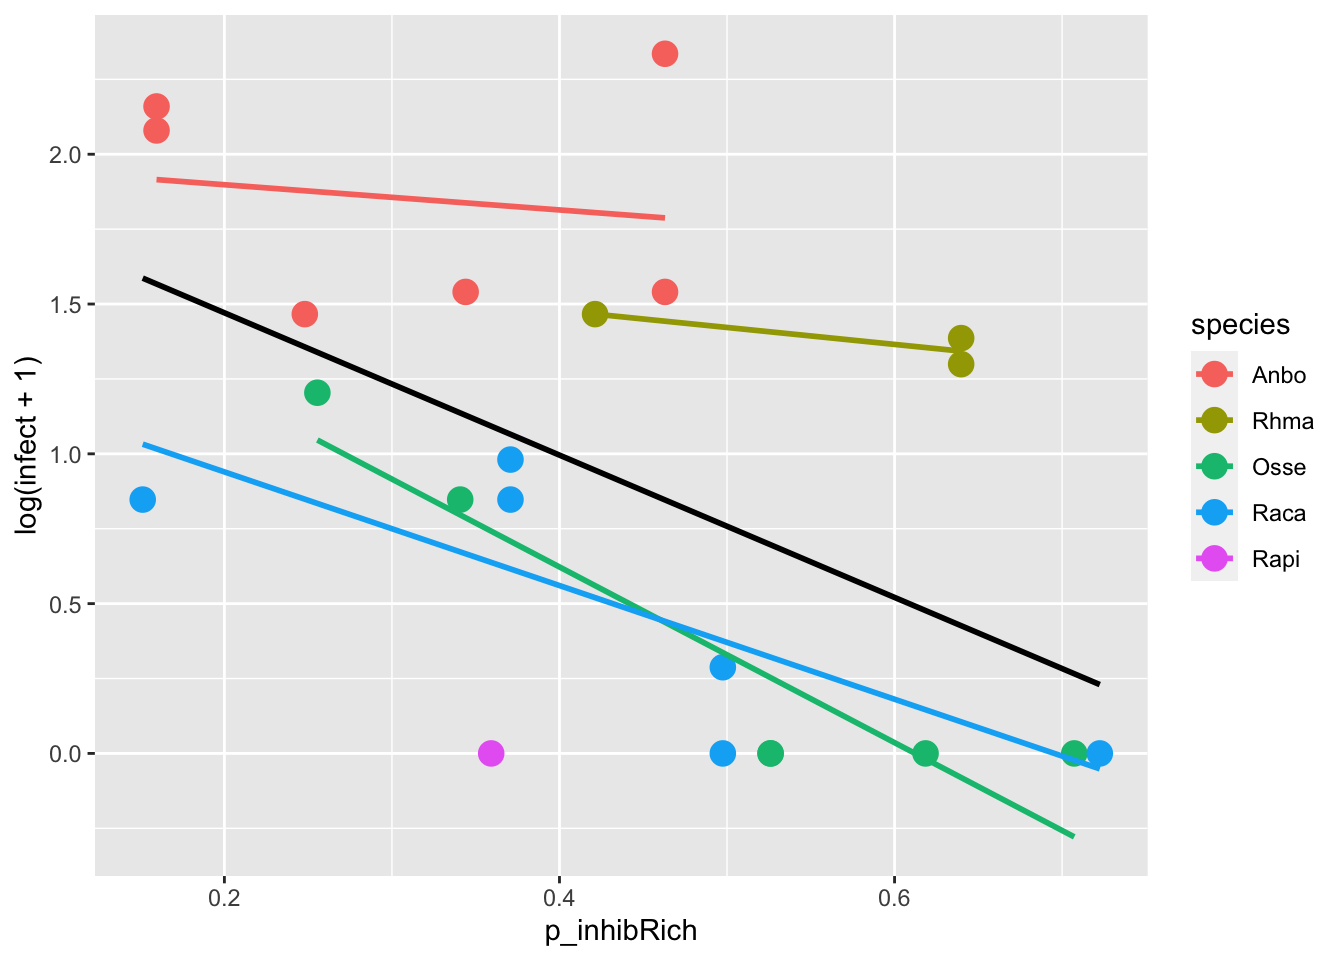 2.0
1.5
1.0
0.5
0.0
log(infect + 1)
0.2
0.4
0.6
p_inhibRich
species
Anbo
Rhma
Osse
Raca
Rapi